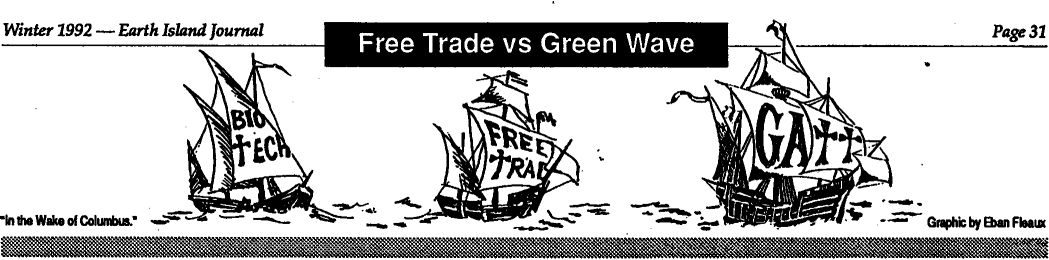 Winter 1992 — Earth Island Journal
Free Trade vs Green Wave
Page 31
BIO
TECH
FREE
TRAD
GATT
"In the Wake of Columbus."
Graphic by Eban Fleaux